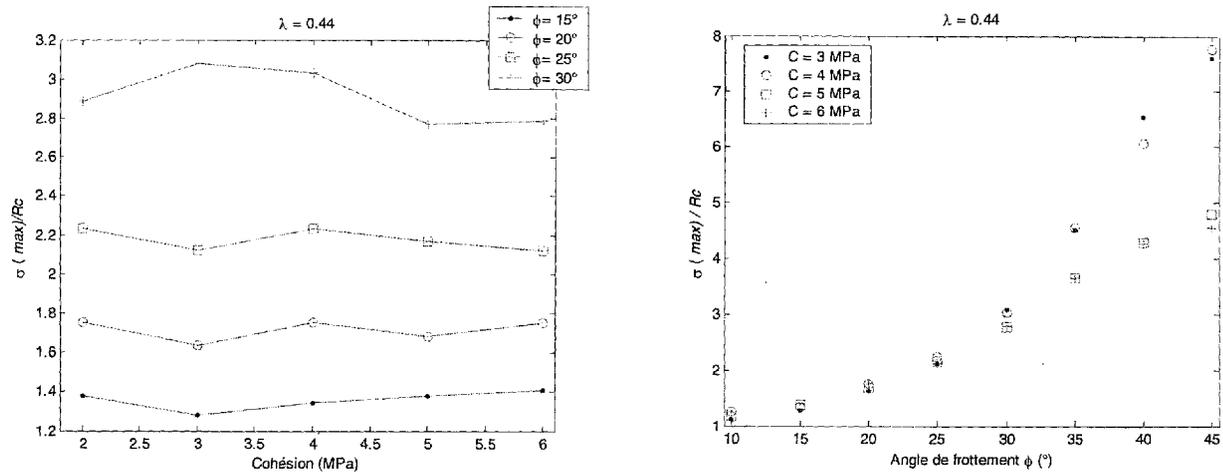 λ = 0.44
ϕ= 15°
ϕ= 20°
ϕ= 25°
ϕ= 30°
3.2
3
2.8
2.6
2.4
2.2
2
1.8
1.6
1.4
1.2
σ ( max)/Rc
2 2.5 3 3.5 4 4.5 5 5.5 6
Cohésion (MPa)
λ = 0.44
C = 3 MPa
C = 4 MPa
C = 5 MPa
C = 6 MPa
8
7
6
5
4
3
2
1
σ ( max) / Rc
10 15 20 25 30 35 40 45
Angle de frottement ϕ (°)